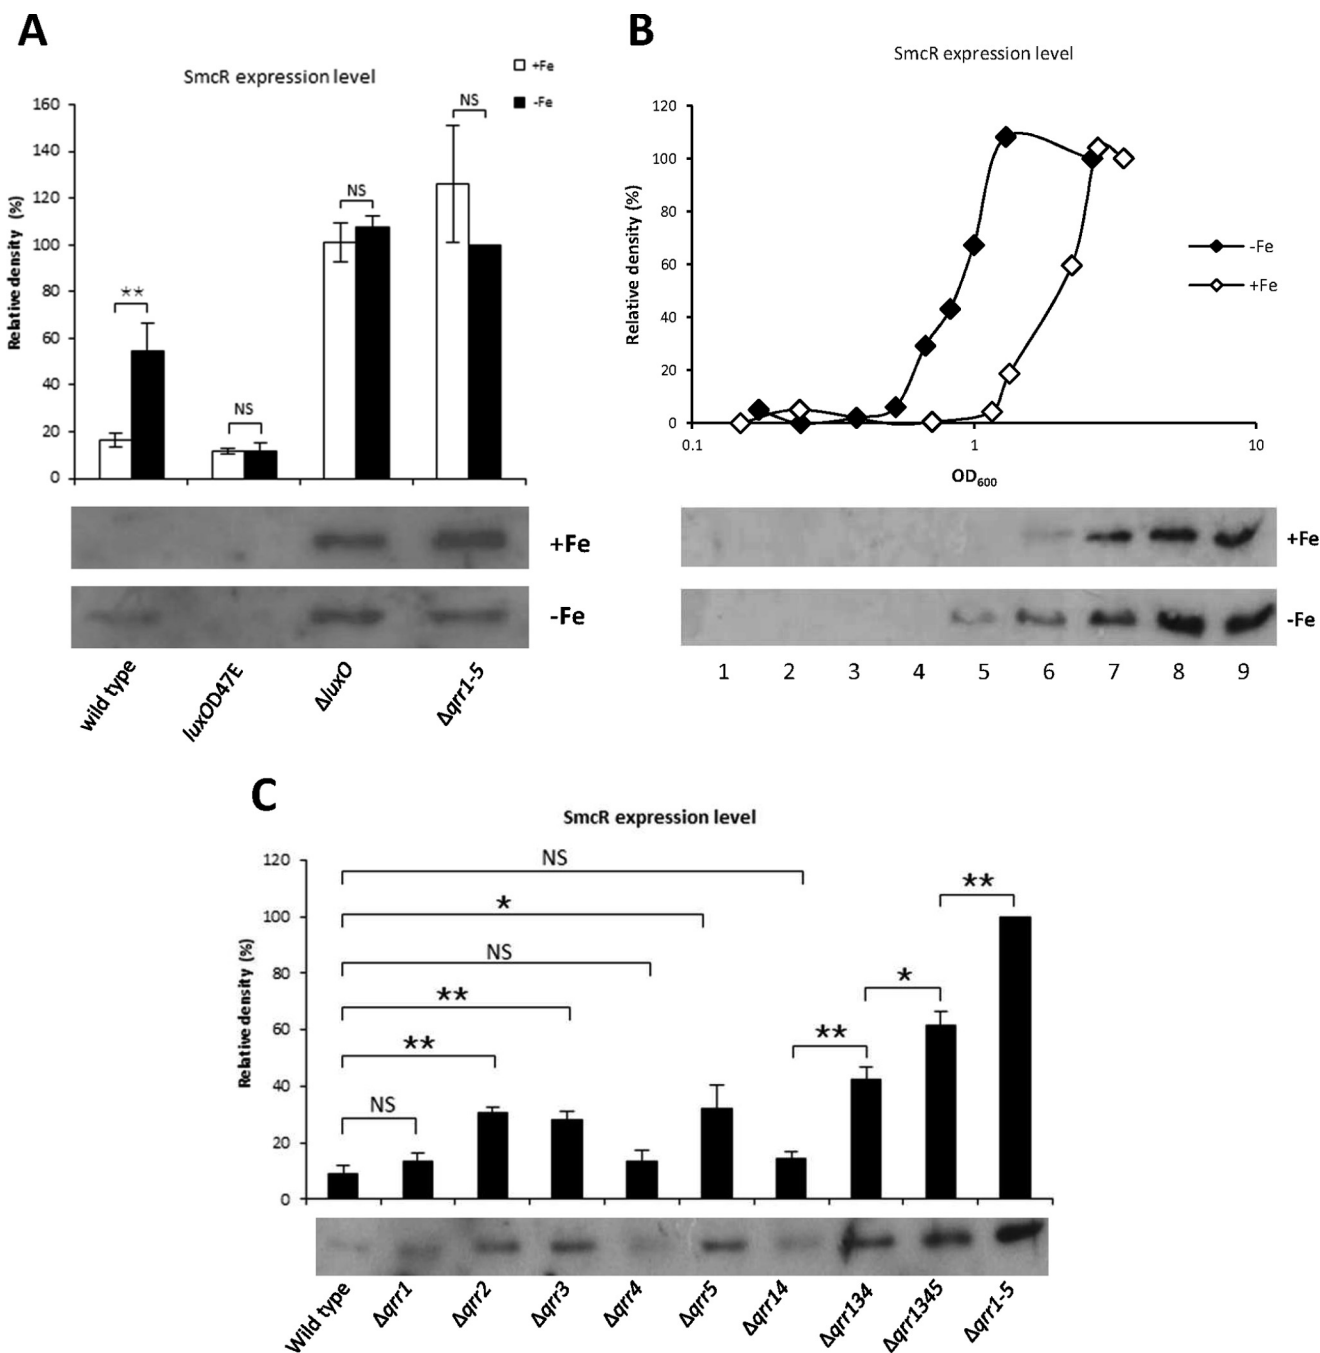 A
SmcR expression level
+Fe
-Fe
Relative density (%)
160
140
120
100
80
60
40
20
0
**
NS
NS
NS
+Fe
-Fe
wild type
luxOD47E
ΔluxO
Δqrr1-5
B
SmcR expression level
Relative density (%)
120
100
80
60
40
20
0
0.1
1
10
OD600
-Fe
+Fe
+Fe
-Fe
1 2 3 4 5 6 7 8 9
C
SmcR expression level
Relative density (%)
120
100
80
60
40
20
0
NS
*
NS
**
**
NS
**
*
**
Wild type
Δqrr1
Δqrr2
Δqrr3
Δqrr4
Δqrr5
Δqrr14
Δqrr134
Δqrr1345
Δqrr1-5